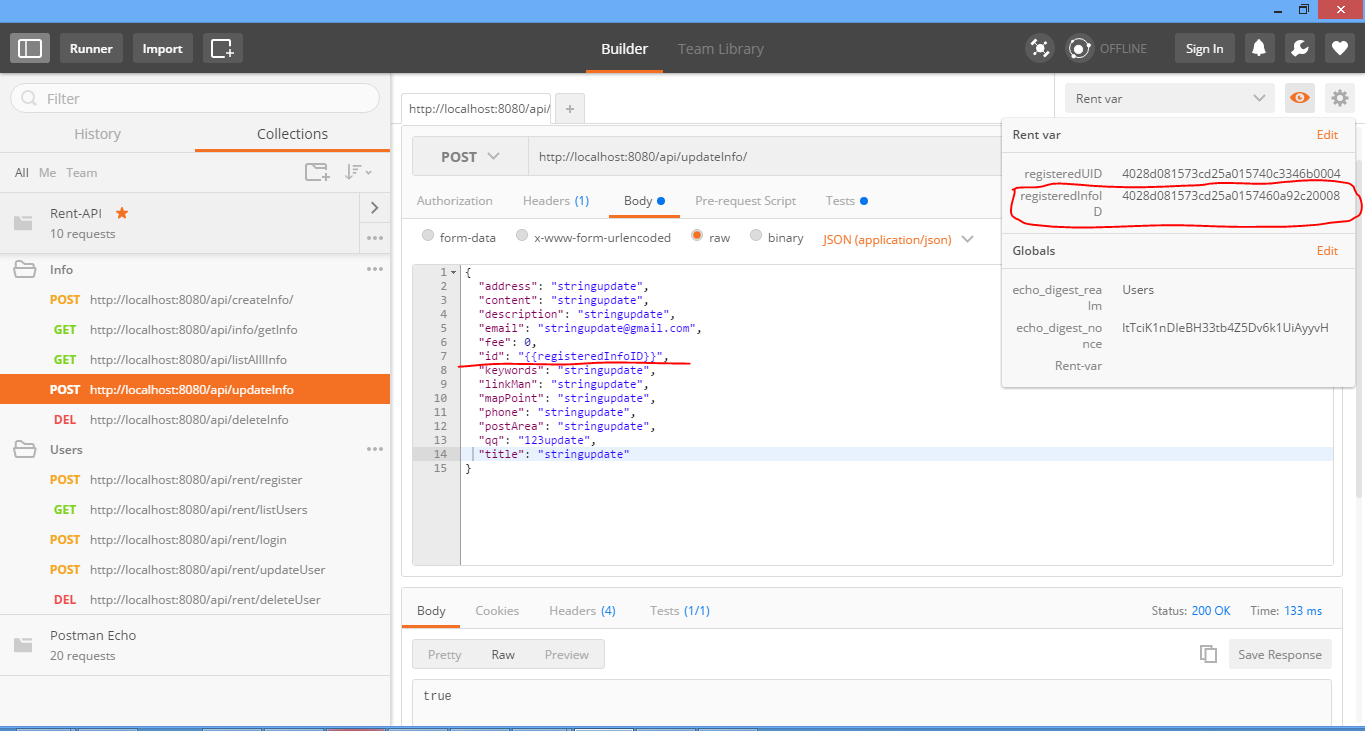 Runner
Import
Builder
Team Library
OFFLINE
Sign In
Filter
History
Collections
All Me Team
Rent-API
10 requests
Info
POST http://localhost:8080/api/createInfo/
GET http://localhost:8080/api/info/getInfo
GET http://localhost:8080/api/listAllInfo
POST http://localhost:8080/api/updateInfo
DEL http://localhost:8080/api/deleteInfo
Users
POST http://localhost:8080/api/rent/register
GET http://localhost:8080/api/rent/listUsers
POST http://localhost:8080/api/rent/login
POST http://localhost:8080/api/rent/updateUser
DEL http://localhost:8080/api/rent/deleteUser
Postman Echo
20 requests
http://localhost:8080/api/
+
Rent var
POST
http://localhost:8080/api/updateInfo/
Authorization
Headers (1)
Body
Pre-request Script
Tests
form-data
x-www-form-urlencoded
raw
binary
JSON (application/json)
1 {
2 "address": "stringupdate",
3 "content": "stringupdate",
4 "description": "stringupdate",
5 "email": "stringupdate@gmail.com",
6 "fee": 0,
7 "id": "{{registeredInfoID}}",
8 "keywords": "stringupdate",
9 "linkMan": "stringupdate",
10 "mapPoint": "stringupdate",
11 "phone": "stringupdate",
12 "postArea": "stringupdate",
13 "qq": "123update",
14 "title": "stringupdate"
15 }
Rent var
Edit
registeredUID 4028d081573cd25a015740c3346b0004
registeredInfoI 4028d081573cd25a0157460a92c20008
D
Globals
Edit
echo_digest_rea Users
lm
echo_digest_no ltTciK1nDIeBH33tb4Z5Dv6k1UiAyyvH
nce
Rent-var
Body
Cookies
Headers (4)
Tests (1/1)
Status: 200 OK
Time: 133 ms
Pretty
Raw
Preview
Save Response
true